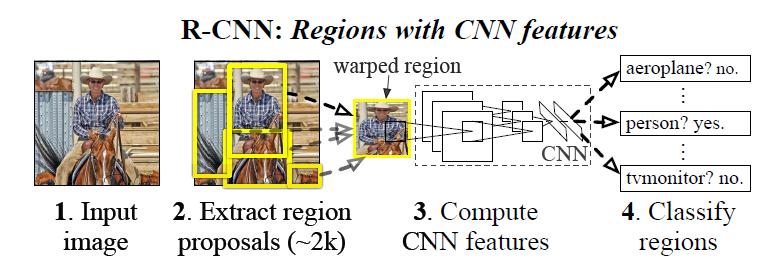 R-CNN: Regions with CNN features
warped region
aeroplane? no.
person? yes.
tvmonitor? no.
CNN
1. Input
image
2. Extract region
proposals (~2k)
3. Compute
CNN features
4. Classify
regions